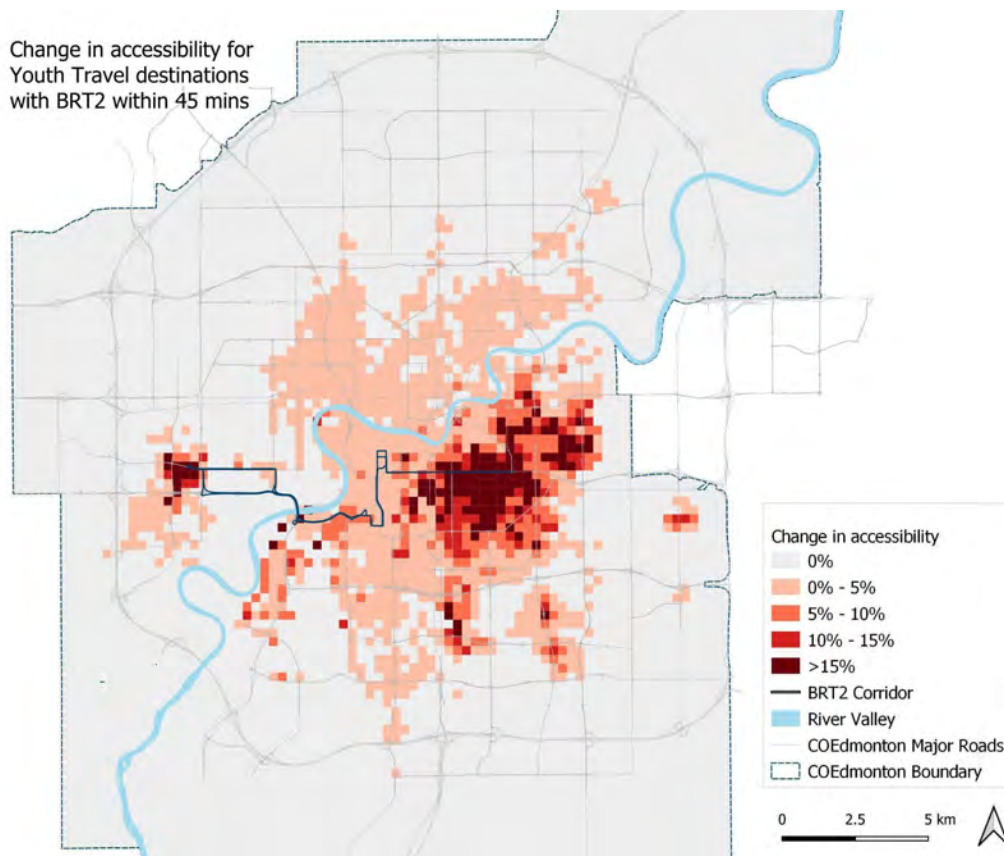 Change in accessibility for
Youth Travel destinations
with BRT2 within 45 mins
Change in accessibility
0%
0% - 5%
5% - 10%
10% - 15%
>15%
BRT2 Corridor
River Valley
COEdmonton Major Roads
COEdmonton Boundary
0 2.5 5 km